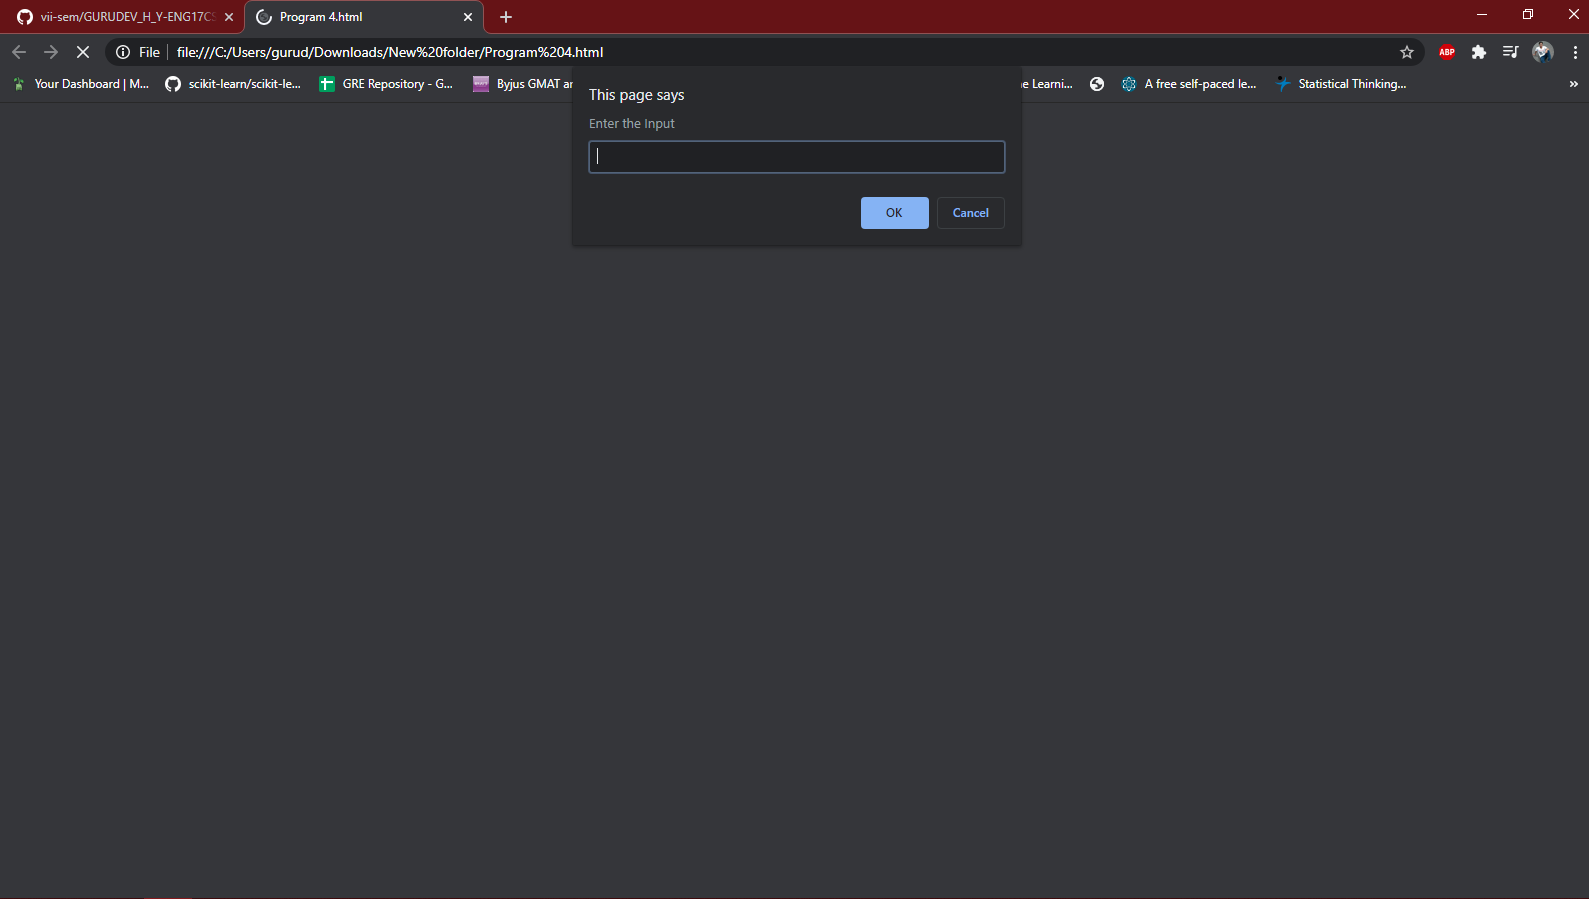 vii-sem/GURUDEV_H_Y-ENG17CS
Program 4.html
File
file:///C:/Users/gurud/Downloads/New%20folder/Program%204.html
ABP
Your Dashboard | M...
scikit-learn/scikit-le...
GRE Repository - G...
Byjus GMAT ar
e Learni...
A free self-paced le...
Statistical Thinking...
»
This page says
Enter the Input
OK
Cancel